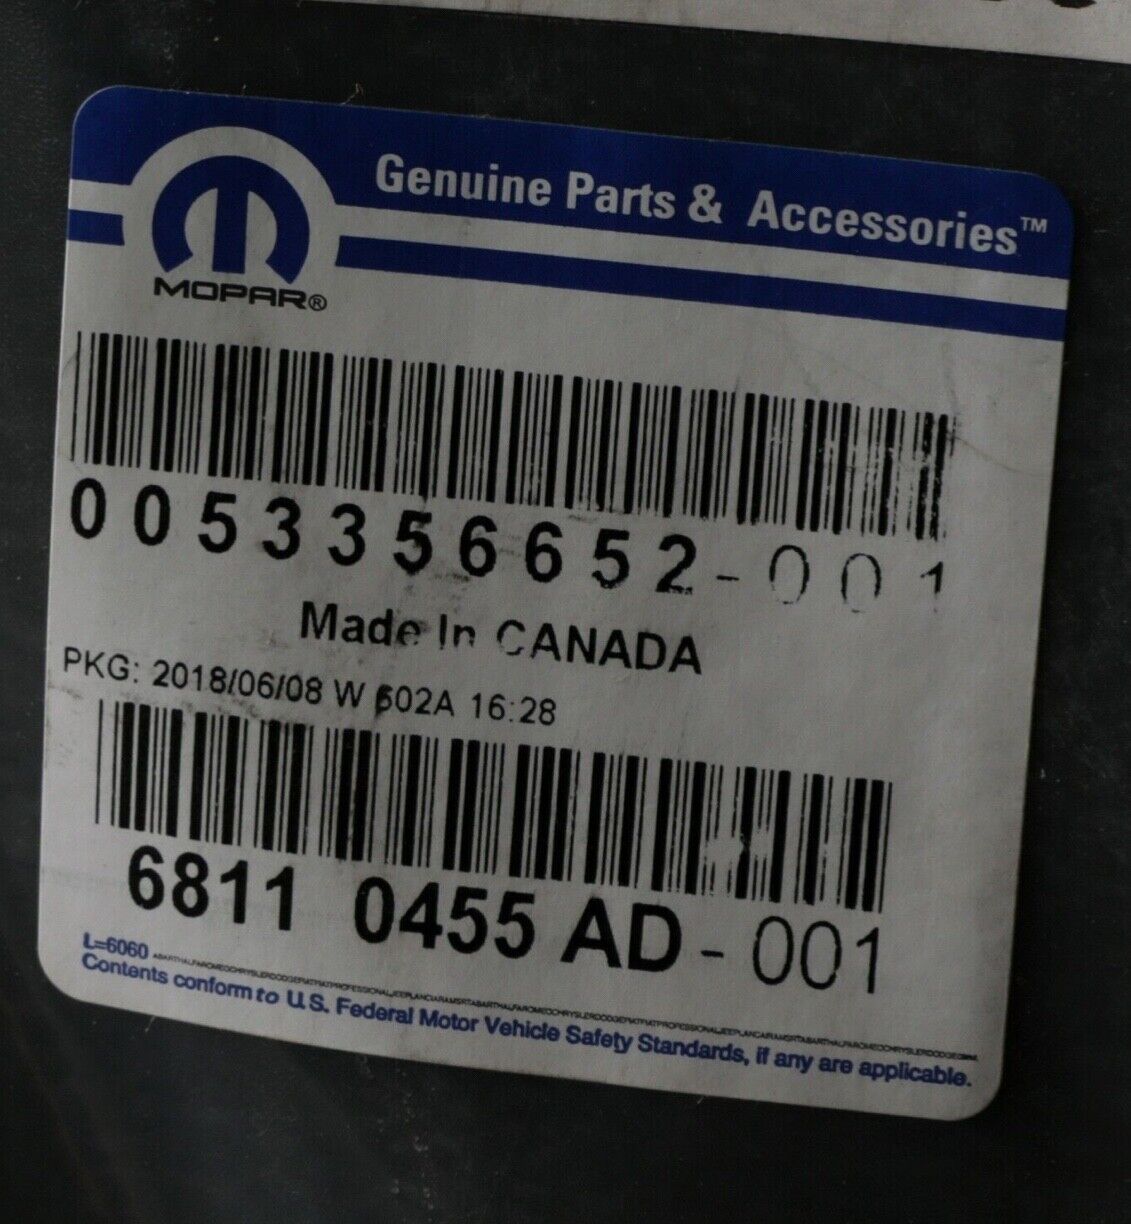 Genuine Parts & Accessories™
MOPAR®
0053356652-001
Made In CANADA
PKG: 2018/06/08 W 602A 16:28
6811 0455 AD-001
L=6060
Contents conform to U.S. Federal Motor Vehicle Safety Standards, if any are applicable.